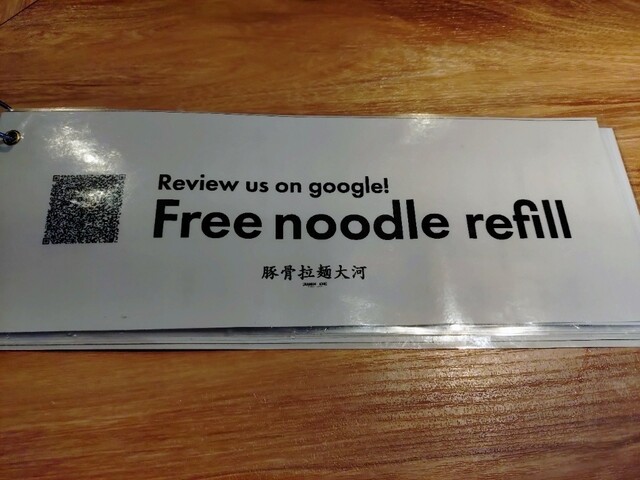 Review us on google!
Free noodle refill
豚骨拉麺大河